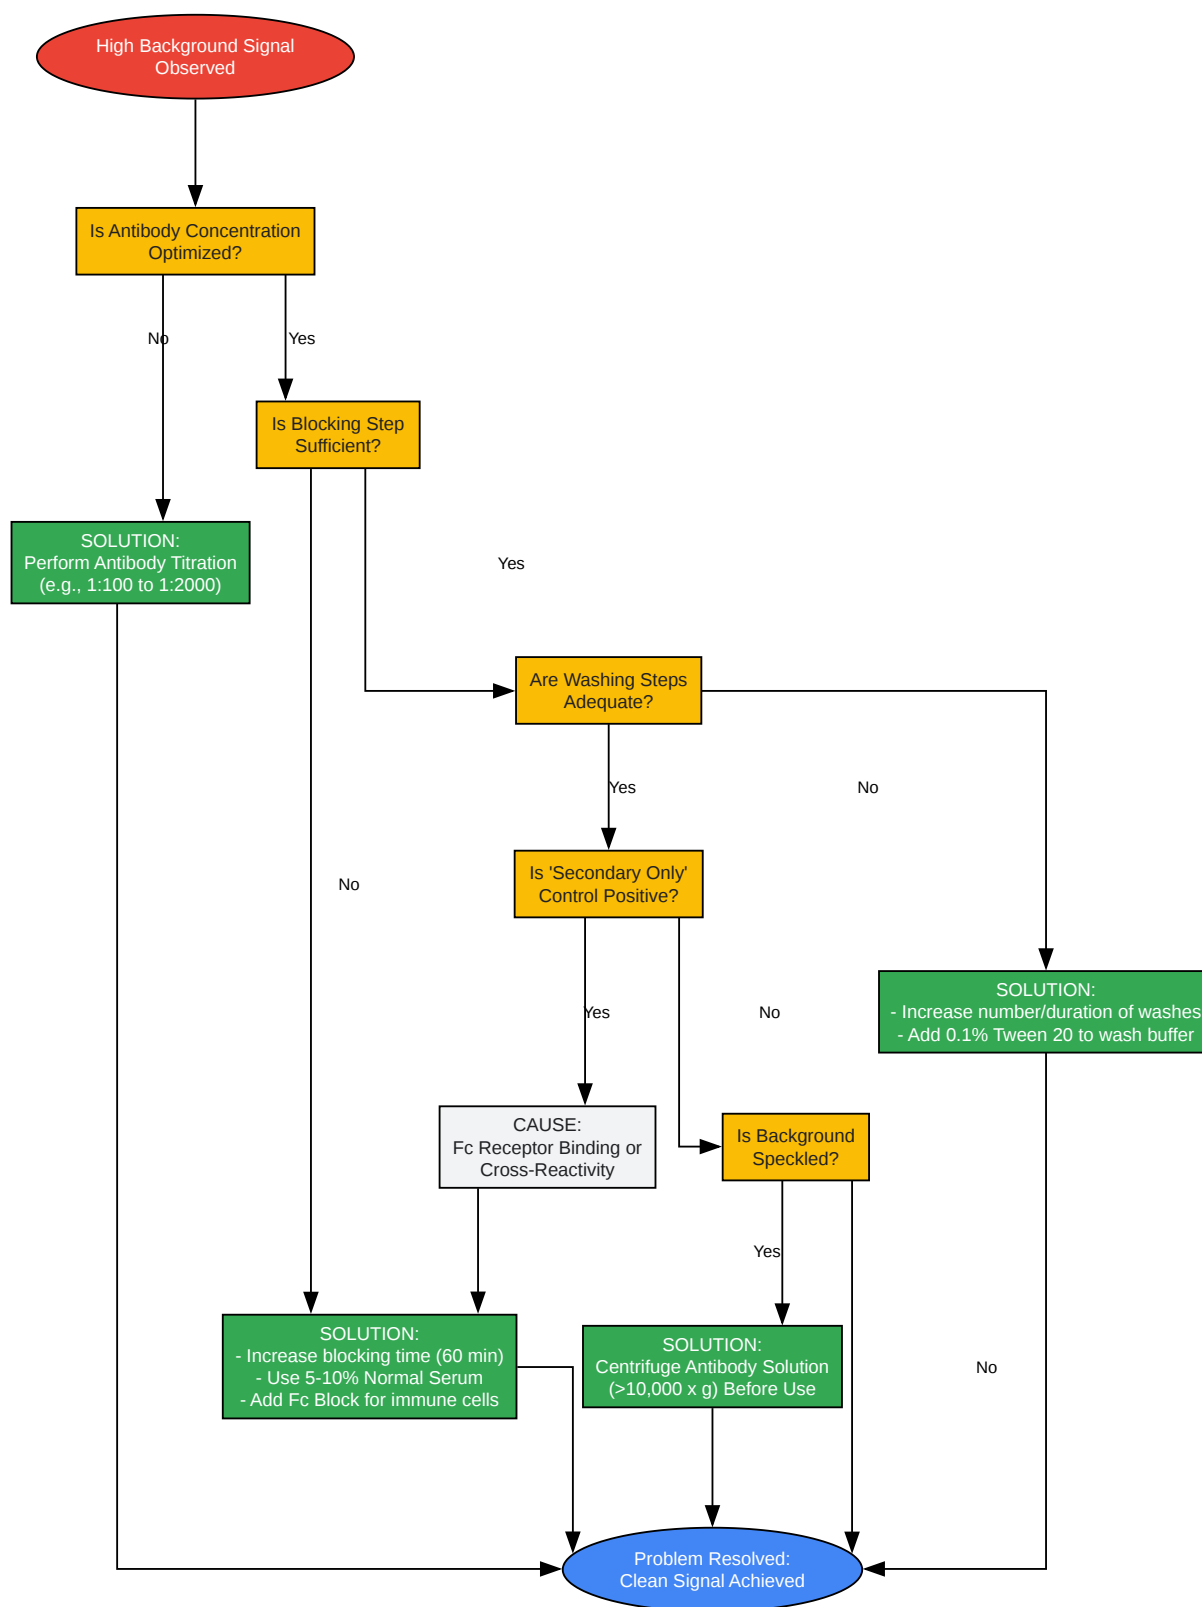 High Background Signal
Observed
Is Antibody Concentration
Optimized?
No
Yes
Is Blocking Step
Sufficient?
SOLUTION:
Perform Antibody Titration
(e.g., 1:100 to 1:2000)
Yes
Are Washing Steps
Adequate?
Yes
No
Is 'Secondary Only'
Control Positive?
No
SOLUTION:
- Increase number/duration of washes
- Add 0.1% Tween 20 to wash buffer
Yes
No
CAUSE:
Fc Receptor Binding or
Cross-Reactivity
Is Background
Speckled?
Yes
SOLUTION:
- Increase blocking time (60 min)
- Use 5-10% Normal Serum
- Add Fc Block for immune cells
SOLUTION:
Centrifuge Antibody Solution
(>10,000 x g) Before Use
No
Problem Resolved:
Clean Signal Achieved